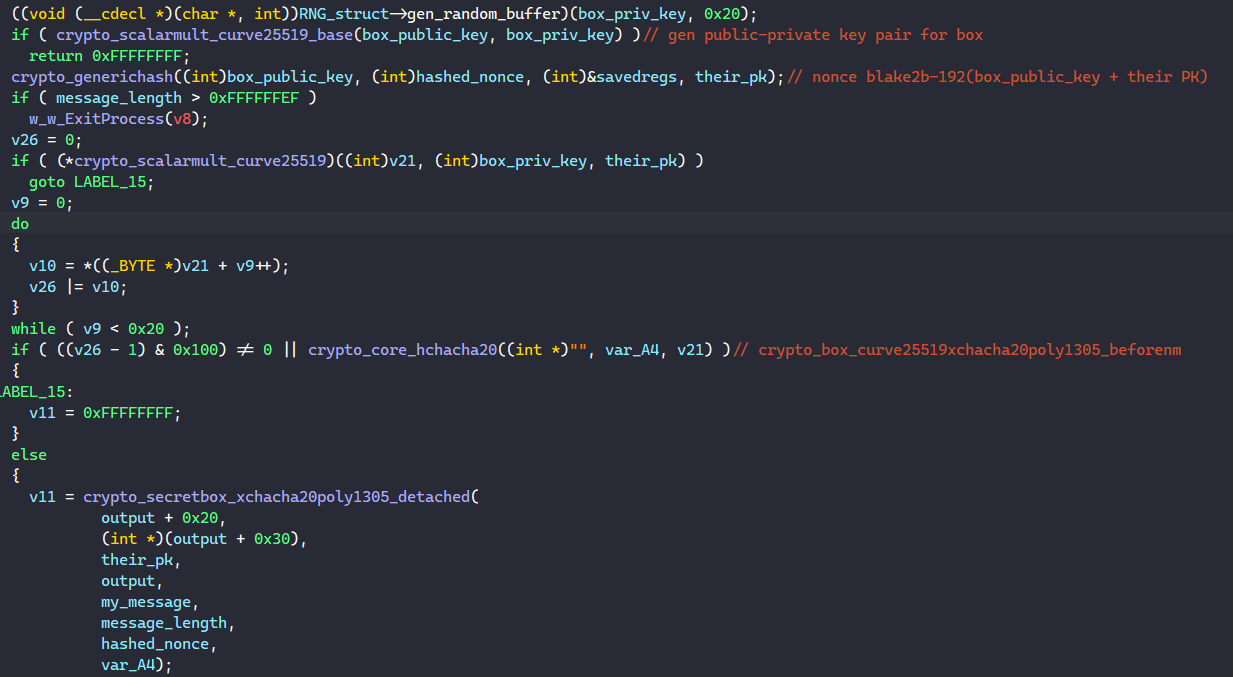 ((void (__cdecl *)(char *, int))RNG_struct→gen_random_buffer)(box_priv_key, 0x20);
if ( crypto_scalarmult_curve25519_base(box_public_key, box_priv_key) )// gen public-private key pair for box
return 0xFFFFFFFF;
crypto_generichash((int)box_public_key, (int)hashed_nonce, (int)&savedregs, their_pk);// nonce blake2b-192(box_public_key + their PK)
if ( message_length > 0xFFFFFFEF )
w_w_ExitProcess(v8);
v26 = 0;
if ( (*crypto_scalarmult_curve25519)((int)v21, (int)box_priv_key, their_pk) )
goto LABEL_15;
v9 = 0;
do
{
v10 = *((_BYTE *)v21 + v9++);
v26 |= v10;
}
while ( v9 < 0x20 );
if ( ((v26 - 1) & 0x100) ≠ 0 || crypto_core_hchacha20((int *)"", var_A4, v21) )// crypto_box_curve25519xchacha20poly1305_beforenm
{
LABEL_15:
v11 = 0xFFFFFFFF;
}
else
{
v11 = crypto_secretbox_xchacha20poly1305_detached(
output + 0x20,
(int *)(output + 0x30),
their_pk,
output,
my_message,
message_length,
hashed_nonce,
var_A4);